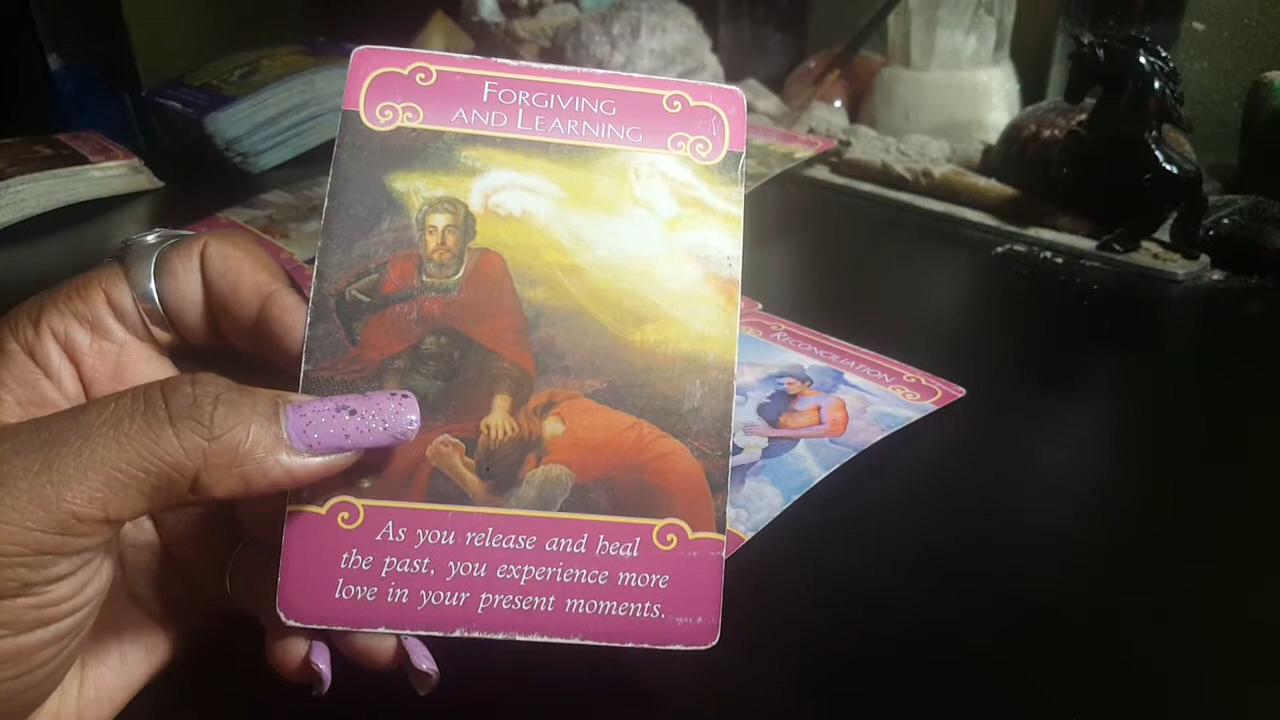 FORGIVING
AND LEARNING
RECONCILIATION
As you release and heal
the past, you experience more
love in your present moments.